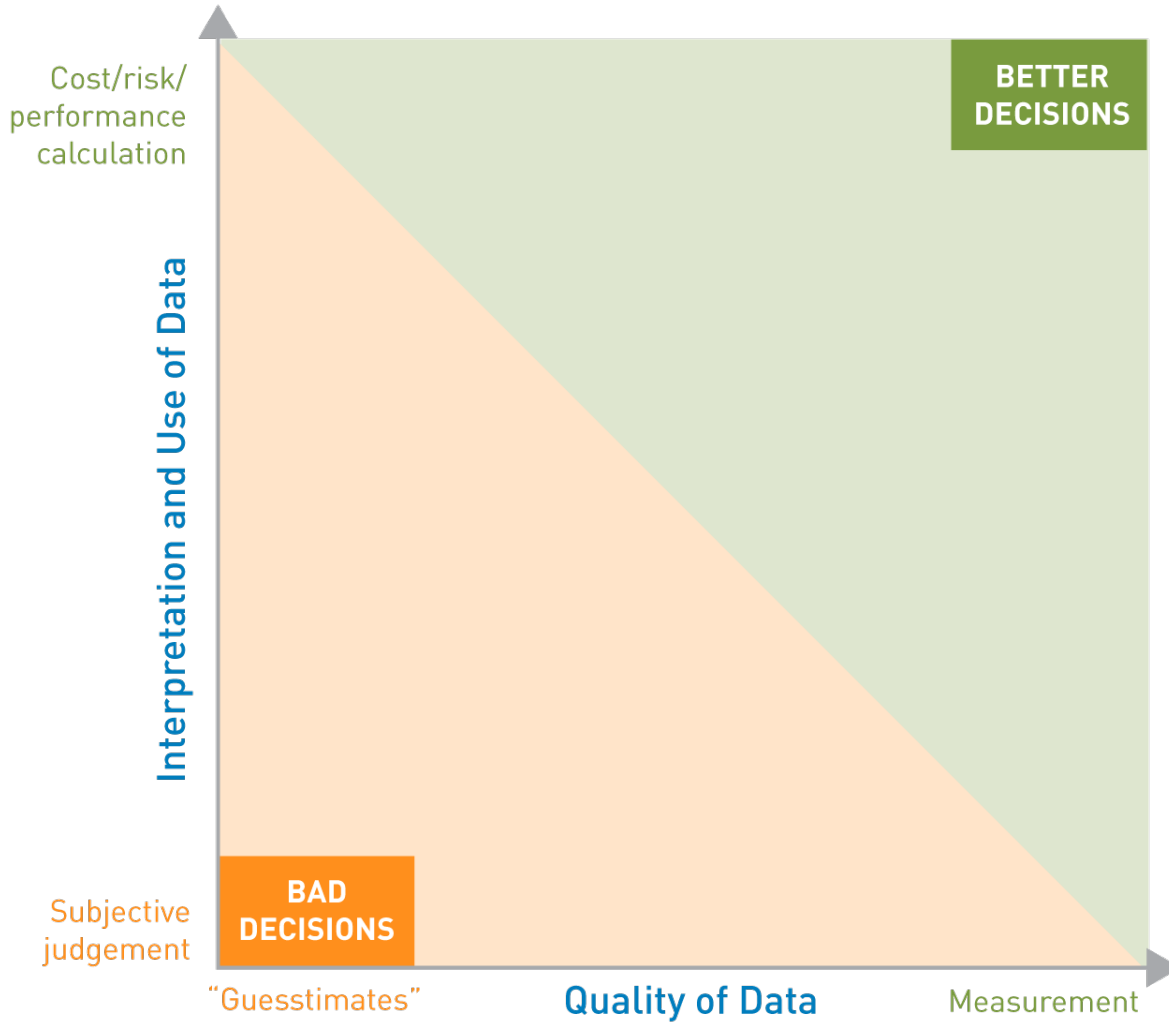 Cost/risk/
performance
calculation
BETTER
DECISIONS
Interpretation and Use of Data
Subjective
judgement
BAD
DECISIONS
“Guesstimates”
Quality of Data
Measurement